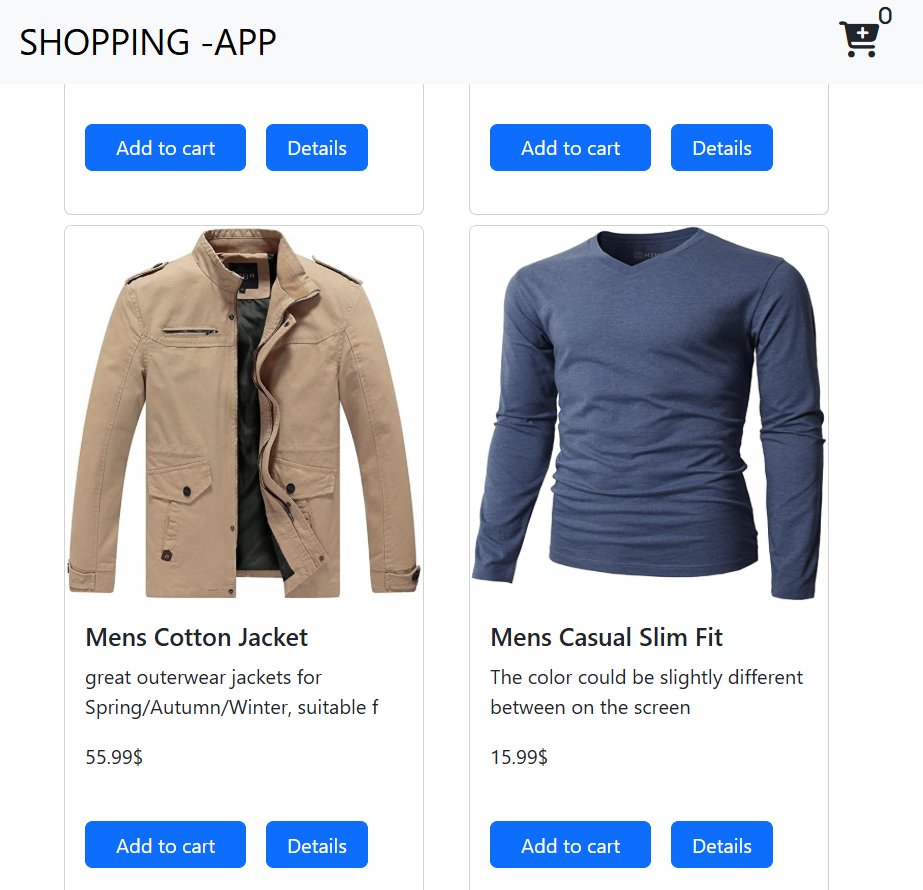 SHOPPING -APP
0
Add to cart
Details
Add to cart
Details
Mens Cotton Jacket
great outerwear jackets for
Spring/Autumn/Winter, suitable f
55.99$
Add to cart
Details
Mens Casual Slim Fit
The color could be slightly different
between on the screen
15.99$
Add to cart
Details